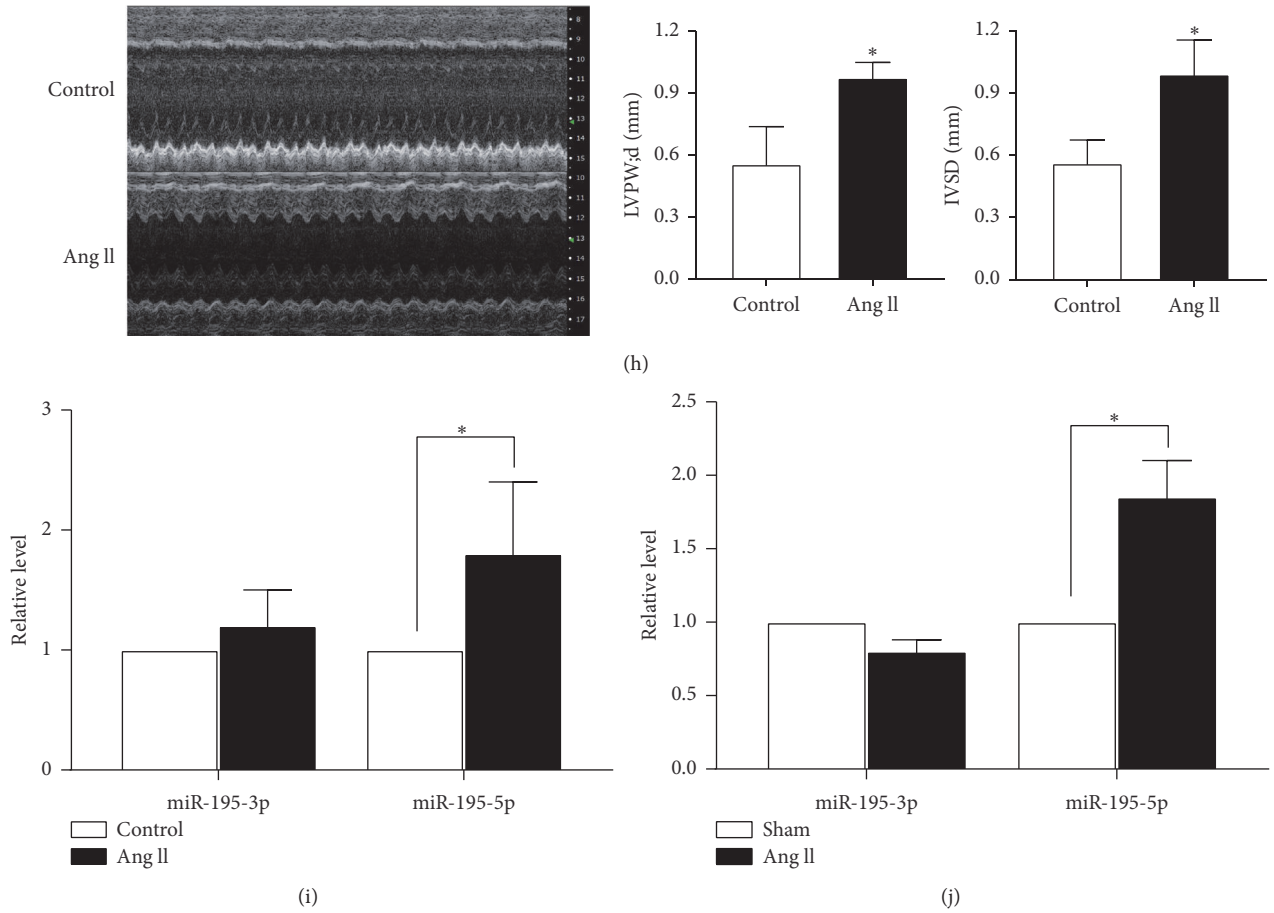 Control
Ang ll
8
9
10
11
12
13
14
15
10
11
12
13
14
15
16
17
LVPW;d (mm)
1.2
0.9
0.6
0.3
0.0
*
Control Ang ll
IVSD (mm)
1.2
0.9
0.6
0.3
0.0
*
Control Ang ll
(h)
Relative level
3
2
1
0
*
miR-195-3p miR-195-5p
Control
Ang ll
(i)
Relative level
2.5
2.0
1.5
1.0
0.5
0.0
*
miR-195-3p miR-195-5p
Sham
Ang ll
(j)